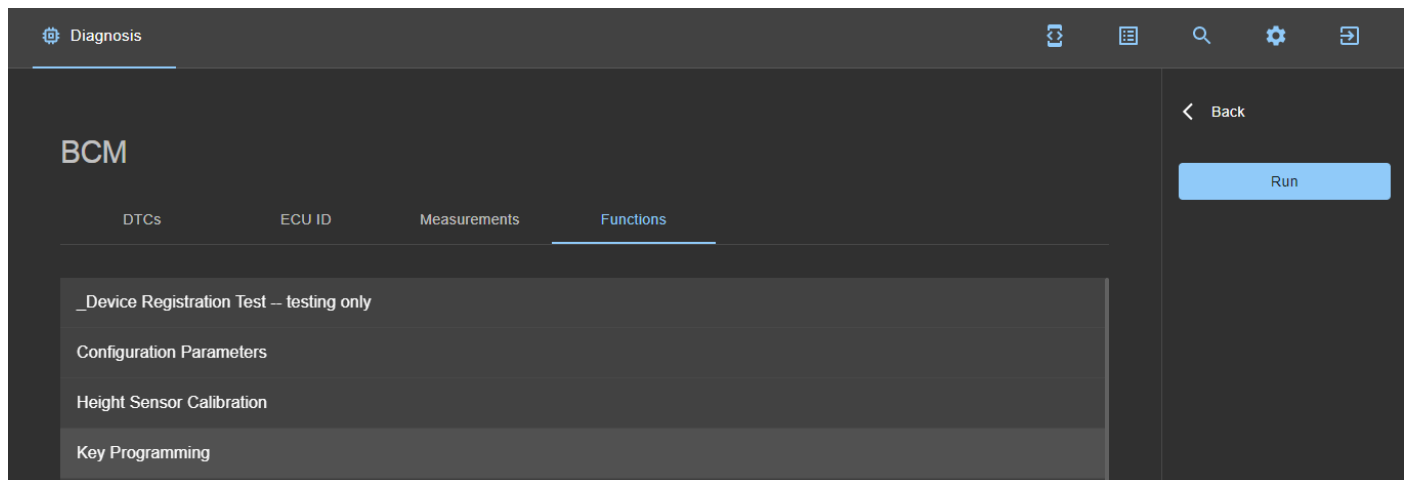 Diagnosis
Back
BCM
Run
DTCs ECU ID Measurements Functions
_Device Registration Test -- testing only
Configuration Parameters
Height Sensor Calibration
Key Programming